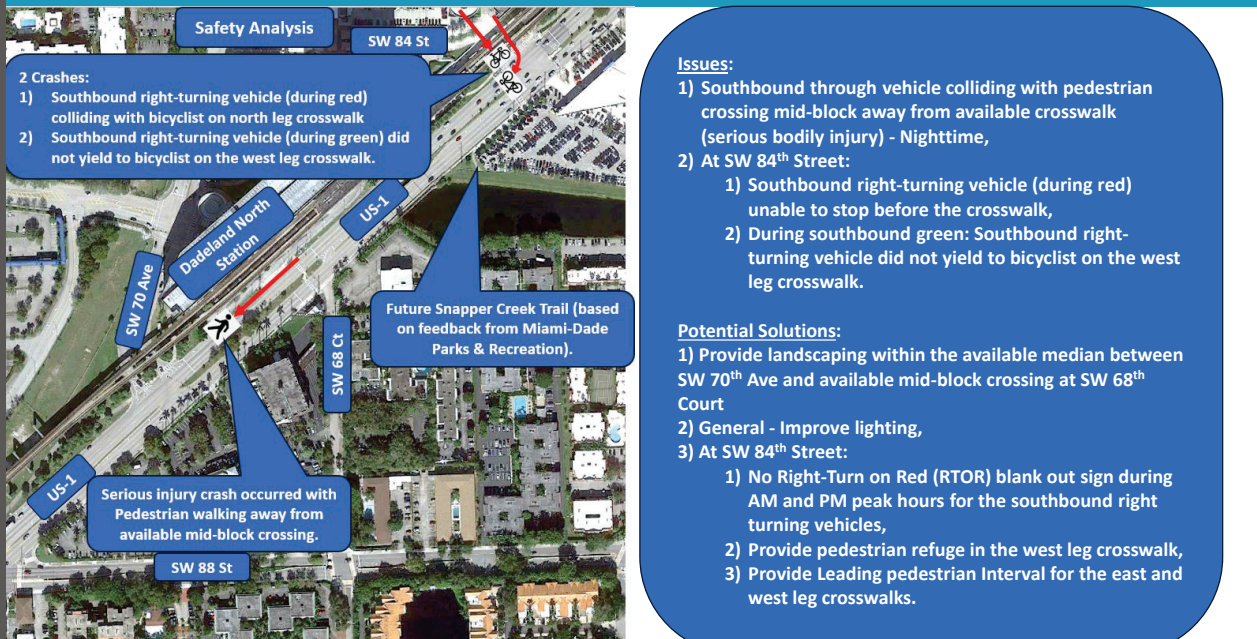 Safety Analysis
SW 84 St
2 Crashes:
1) Southbound right-turning vehicle (during red)
colliding with bicyclist on north leg crosswalk
2) Southbound right-turning vehicle (during green) did
not yield to bicyclist on the west leg crosswalk.
US-1
Dadeland North
Station
SW 70 Ave
Future Snapper Creek Trail (based
on feedback from Miami-Dade
Parks & Recreation).
SW 68 Ct
US-1
Serious injury crash occurred with
Pedestrian walking away from
available mid-block crossing.
SW 88 St
Issues:
1) Southbound through vehicle colliding with pedestrian
crossing mid-block away from available crosswalk
(serious bodily injury) - Nighttime,
2) At SW 84th Street:
1) Southbound right-turning vehicle (during red)
unable to stop before the crosswalk,
2) During southbound green: Southbound right-
turning vehicle did not yield to bicyclist on the west
leg crosswalk.
Potential Solutions:
1) Provide landscaping within the available median between
SW 70th Ave and available mid-block crossing at SW 68th
Court
2) General - Improve lighting,
3) At SW 84th Street:
1) No Right-Turn on Red (RTOR) blank out sign during
AM and PM peak hours for the southbound right
turning vehicles,
2) Provide pedestrian refuge in the west leg crosswalk,
3) Provide Leading pedestrian Interval for the east and
west leg crosswalks.